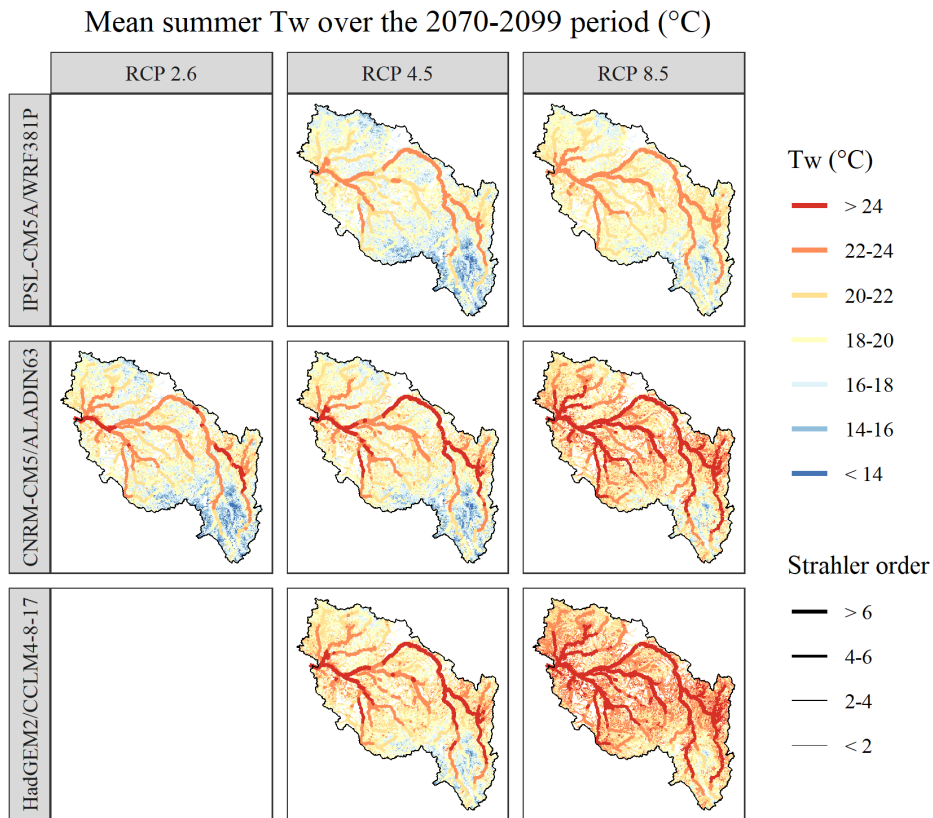 Mean summer Tw over the 2070-2099 period (°C)
RCP 2.6
RCP 4.5
RCP 8.5
IPSL-CM5A/WRF381P
CNRM-CM5/ALADIN63
HadGEM2/CCLM4-8-17
Tw (°C)
> 24
22-24
20-22
18-20
16-18
14-16
< 14
Strahler order
> 6
4-6
2-4
< 2